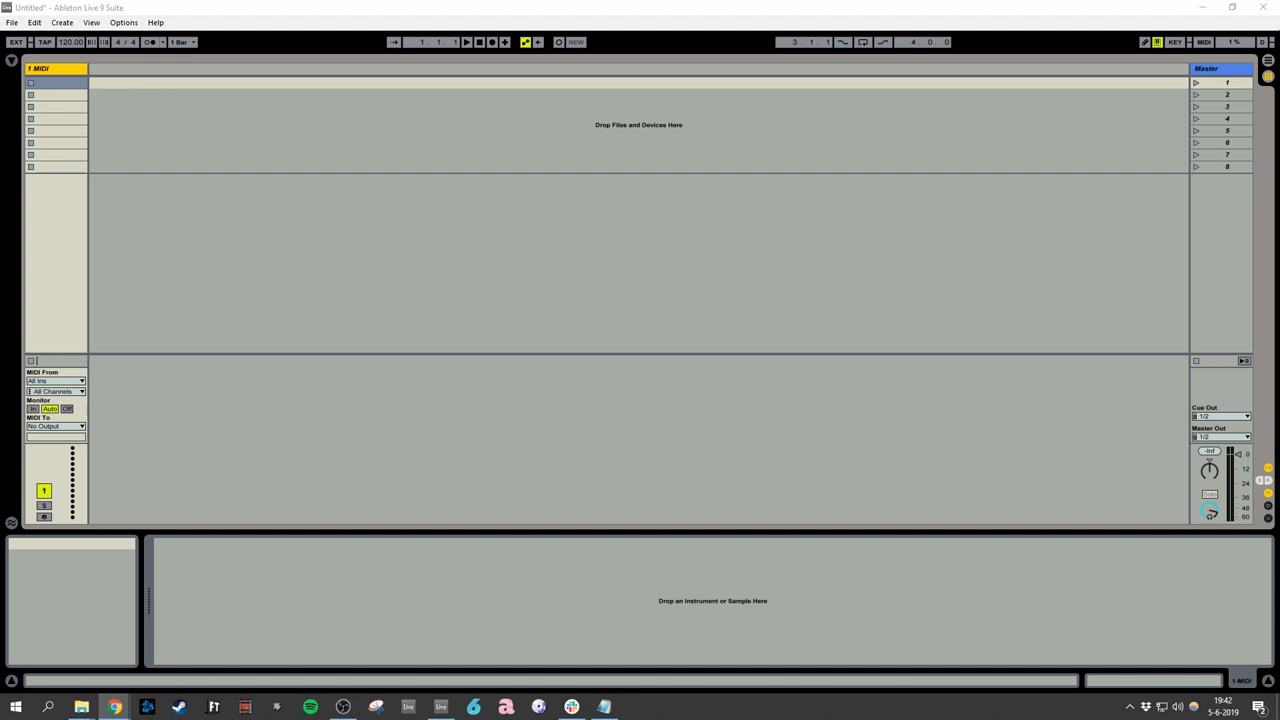 Untitled* - Ableton Live 9 Suite
File Edit Create View Options Help
EXT TAP 120.00 4 / 4 1 Bar 1. 1. 1 NEW 3. 1. 1 4. 0. 0 KEY MIDI 1 % D
1 MIDI Master
1
2
Drop Files and Devices Here
3
4
5
6
7
8
MIDI From
All Ins
All Channels
Monitor
In Auto Off
Cue Out
MIDI To
1/2
No Output
Master Out
1/2
-Inf 0
12
24
1 Solo 36
S 48
60
Drop an Instrument or Sample Here
1-MIDI
Live Live
19:42
5-6-2019
2